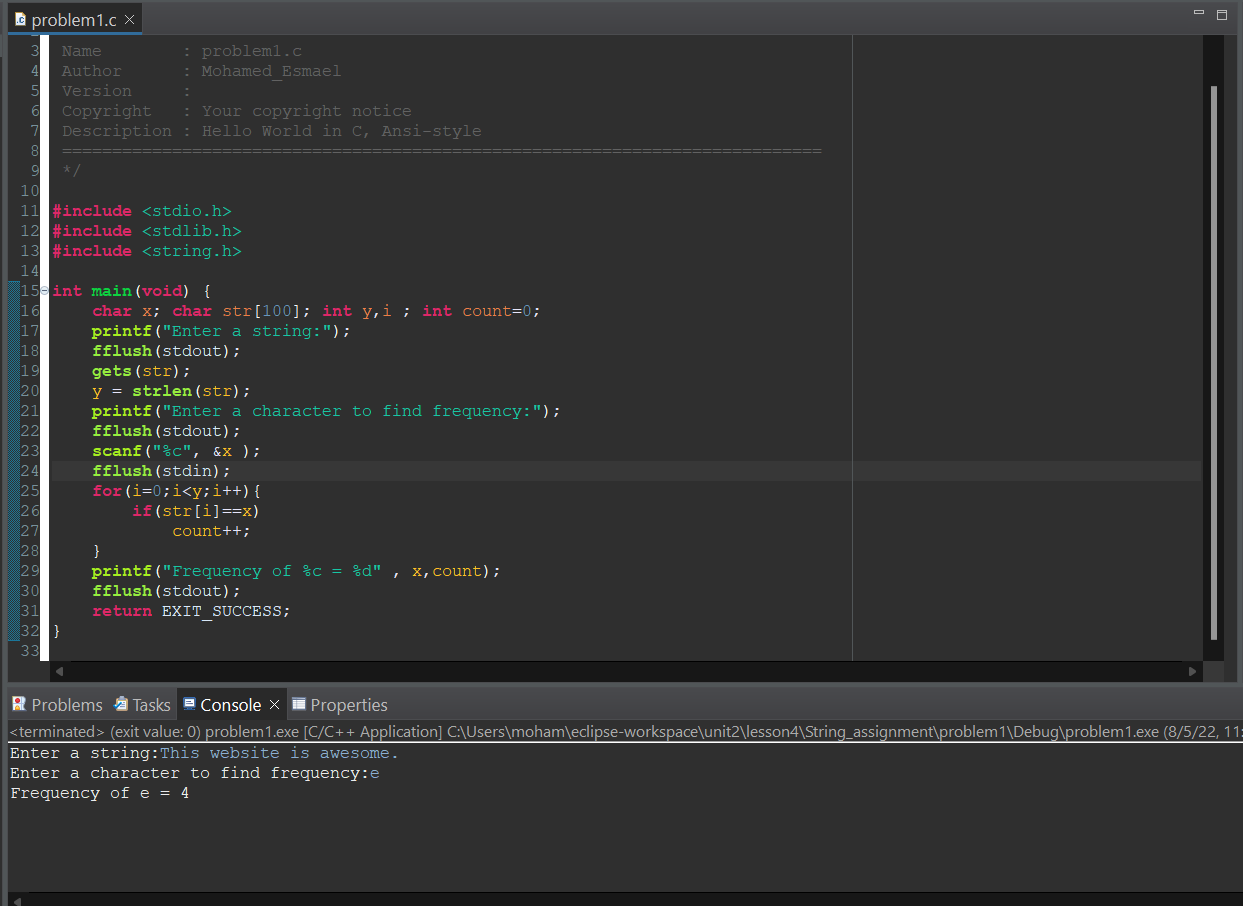 problem1.c
3 Name : problem1.c
4 Author : Mohamed_Esmael
5 Version :
6 Copyright : Your copyright notice
7 Description : Hello World in C, Ansi-style
8 ============================================================================
9 */
10
11 #include <stdio.h>
12 #include <stdlib.h>
13 #include <string.h>
14
15 int main(void) {
16 char x; char str[100]; int y,i ; int count=0;
17 printf("Enter a string:");
18 fflush(stdout);
19 gets(str);
20 y = strlen(str);
21 printf("Enter a character to find frequency:");
22 fflush(stdout);
23 scanf("%c", &x );
24 fflush(stdin);
25 for(i=0;i<y;i++){
26 if(str[i]==x)
27 count++;
28 }
29 printf("Frequency of %c = %d" , x,count);
30 fflush(stdout);
31 return EXIT_SUCCESS;
32 }
33
Problems Tasks Console Properties
<terminated> (exit value: 0) problem1.exe [C/C++ Application] C:\Users\moham\eclipse-workspace\unit2\lesson4\String_assignment\problem1\Debug\problem1.exe (8/5/22, 11:
Enter a string:This website is awesome.
Enter a character to find frequency:e
Frequency of e = 4